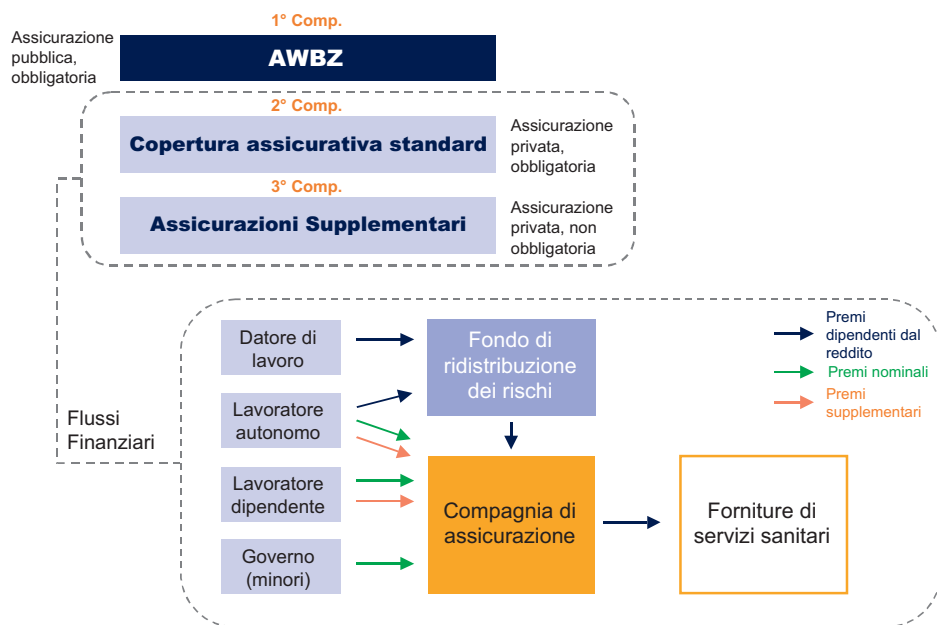 1° Comp.
Assicurazione
pubblica,
obbligatoria
AWBZ
2° Comp.
Copertura assicurativa standard
Assicurazione
privata,
obbligatoria
3° Comp.
Assicurazioni Supplementari
Assicurazione
privata, non
obbligatoria
Flussi
Finanziari
Datore di
lavoro
Lavoratore
autonomo
Lavoratore
dipendente
Governo
(minori)
Fondo di
ridistribuzione
dei rischi
Compagnia di
assicurazione
Forniture di
servizi sanitari
Premi
dipendenti dal
reddito
Premi nominali
Premi
supplementari